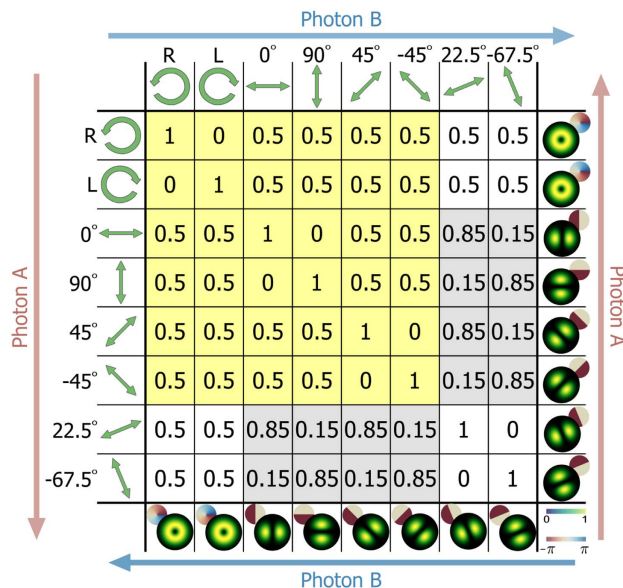 Photon B
R L 0° 90° 45° -45° 22.5° -67.5°
R 1 0 0.5 0.5 0.5 0.5 0.5 0.5
L 0 1 0.5 0.5 0.5 0.5 0.5 0.5
0° 0.5 0.5 1 0 0.5 0.5 0.85 0.15
90° 0.5 0.5 0 1 0.5 0.5 0.15 0.85
45° 0.5 0.5 0.5 0.5 1 0 0.85 0.15
-45° 0.5 0.5 0.5 0.5 0 1 0.15 0.85
22.5° 0.5 0.5 0.85 0.15 0.85 0.15 1 0
-67.5° 0.5 0.5 0.15 0.85 0.15 0.85 0 1
Photon A
Photon A
0 1
-π π
Photon B